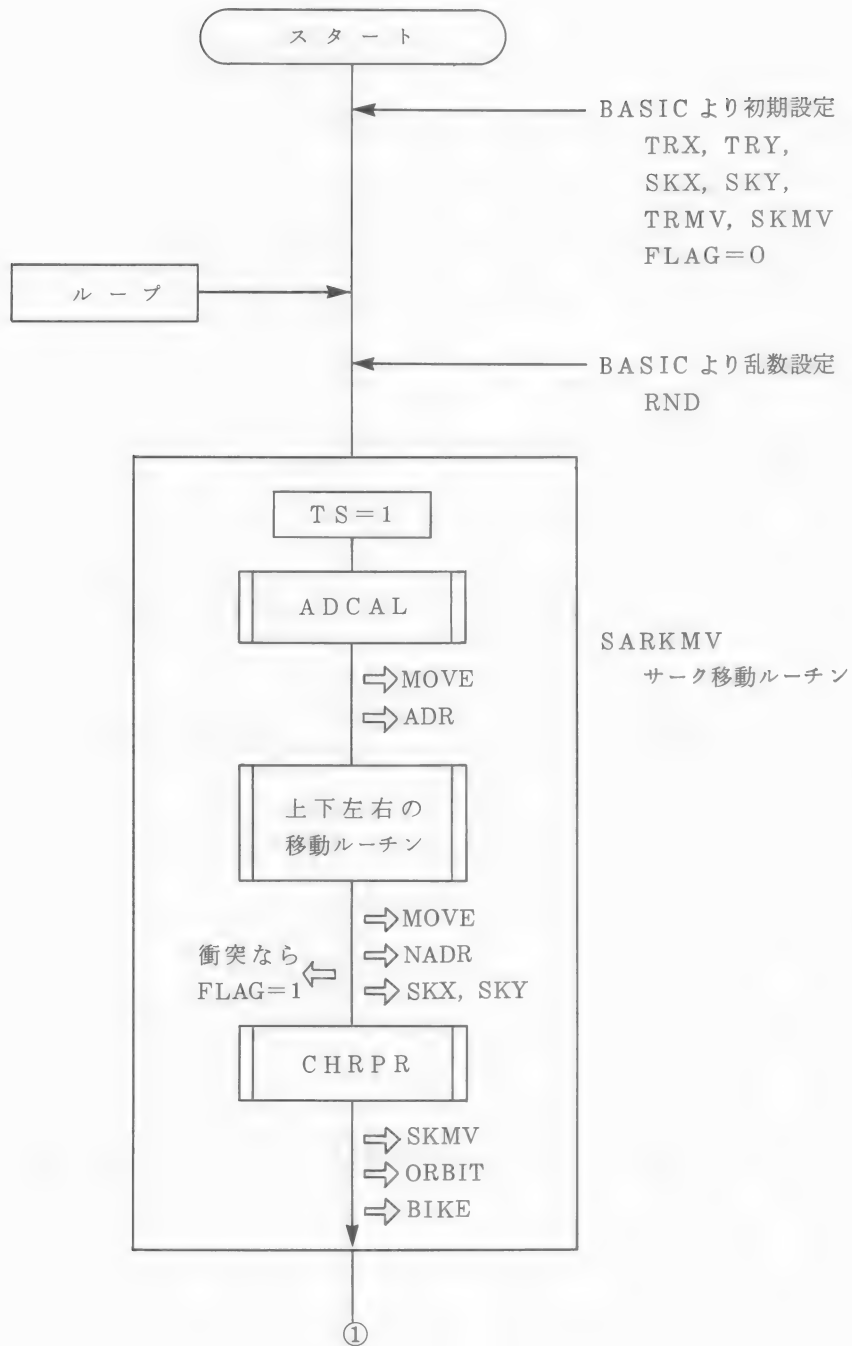 スタート
BASICより初期設定
TRX, TRY,
SKX, SKY,
TRMV, SKMV
FLAG=0
ループ
BASICより乱数設定
RND
TS=1
ADCAL
SARKMV
サーク移動ルーチン
MOVE
ADR
上下左右の
移動ルーチン
MOVE
NADR
SKX, SKY
衝突なら
FLAG=1
CHRPR
SKMV
ORBIT
BIKE
①